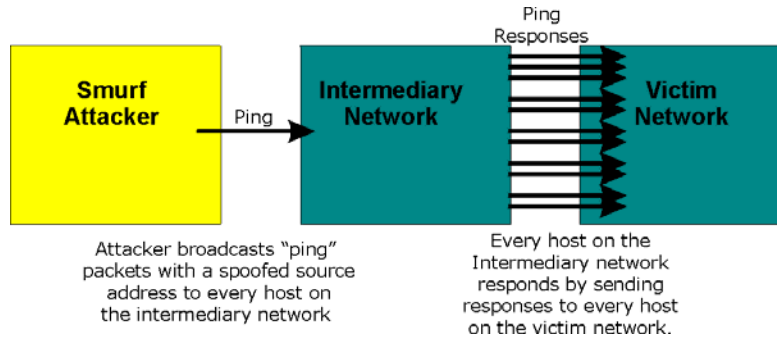 Ping
Responses
Smurf
Attacker
Ping
Intermediary
Network
Victim
Network
Attacker broadcasts “ping”
packets with a spoofed source
address to every host on
the intermediary network
Every host on the
Intermediary network
responds by sending
responses to every host
on the victim network.